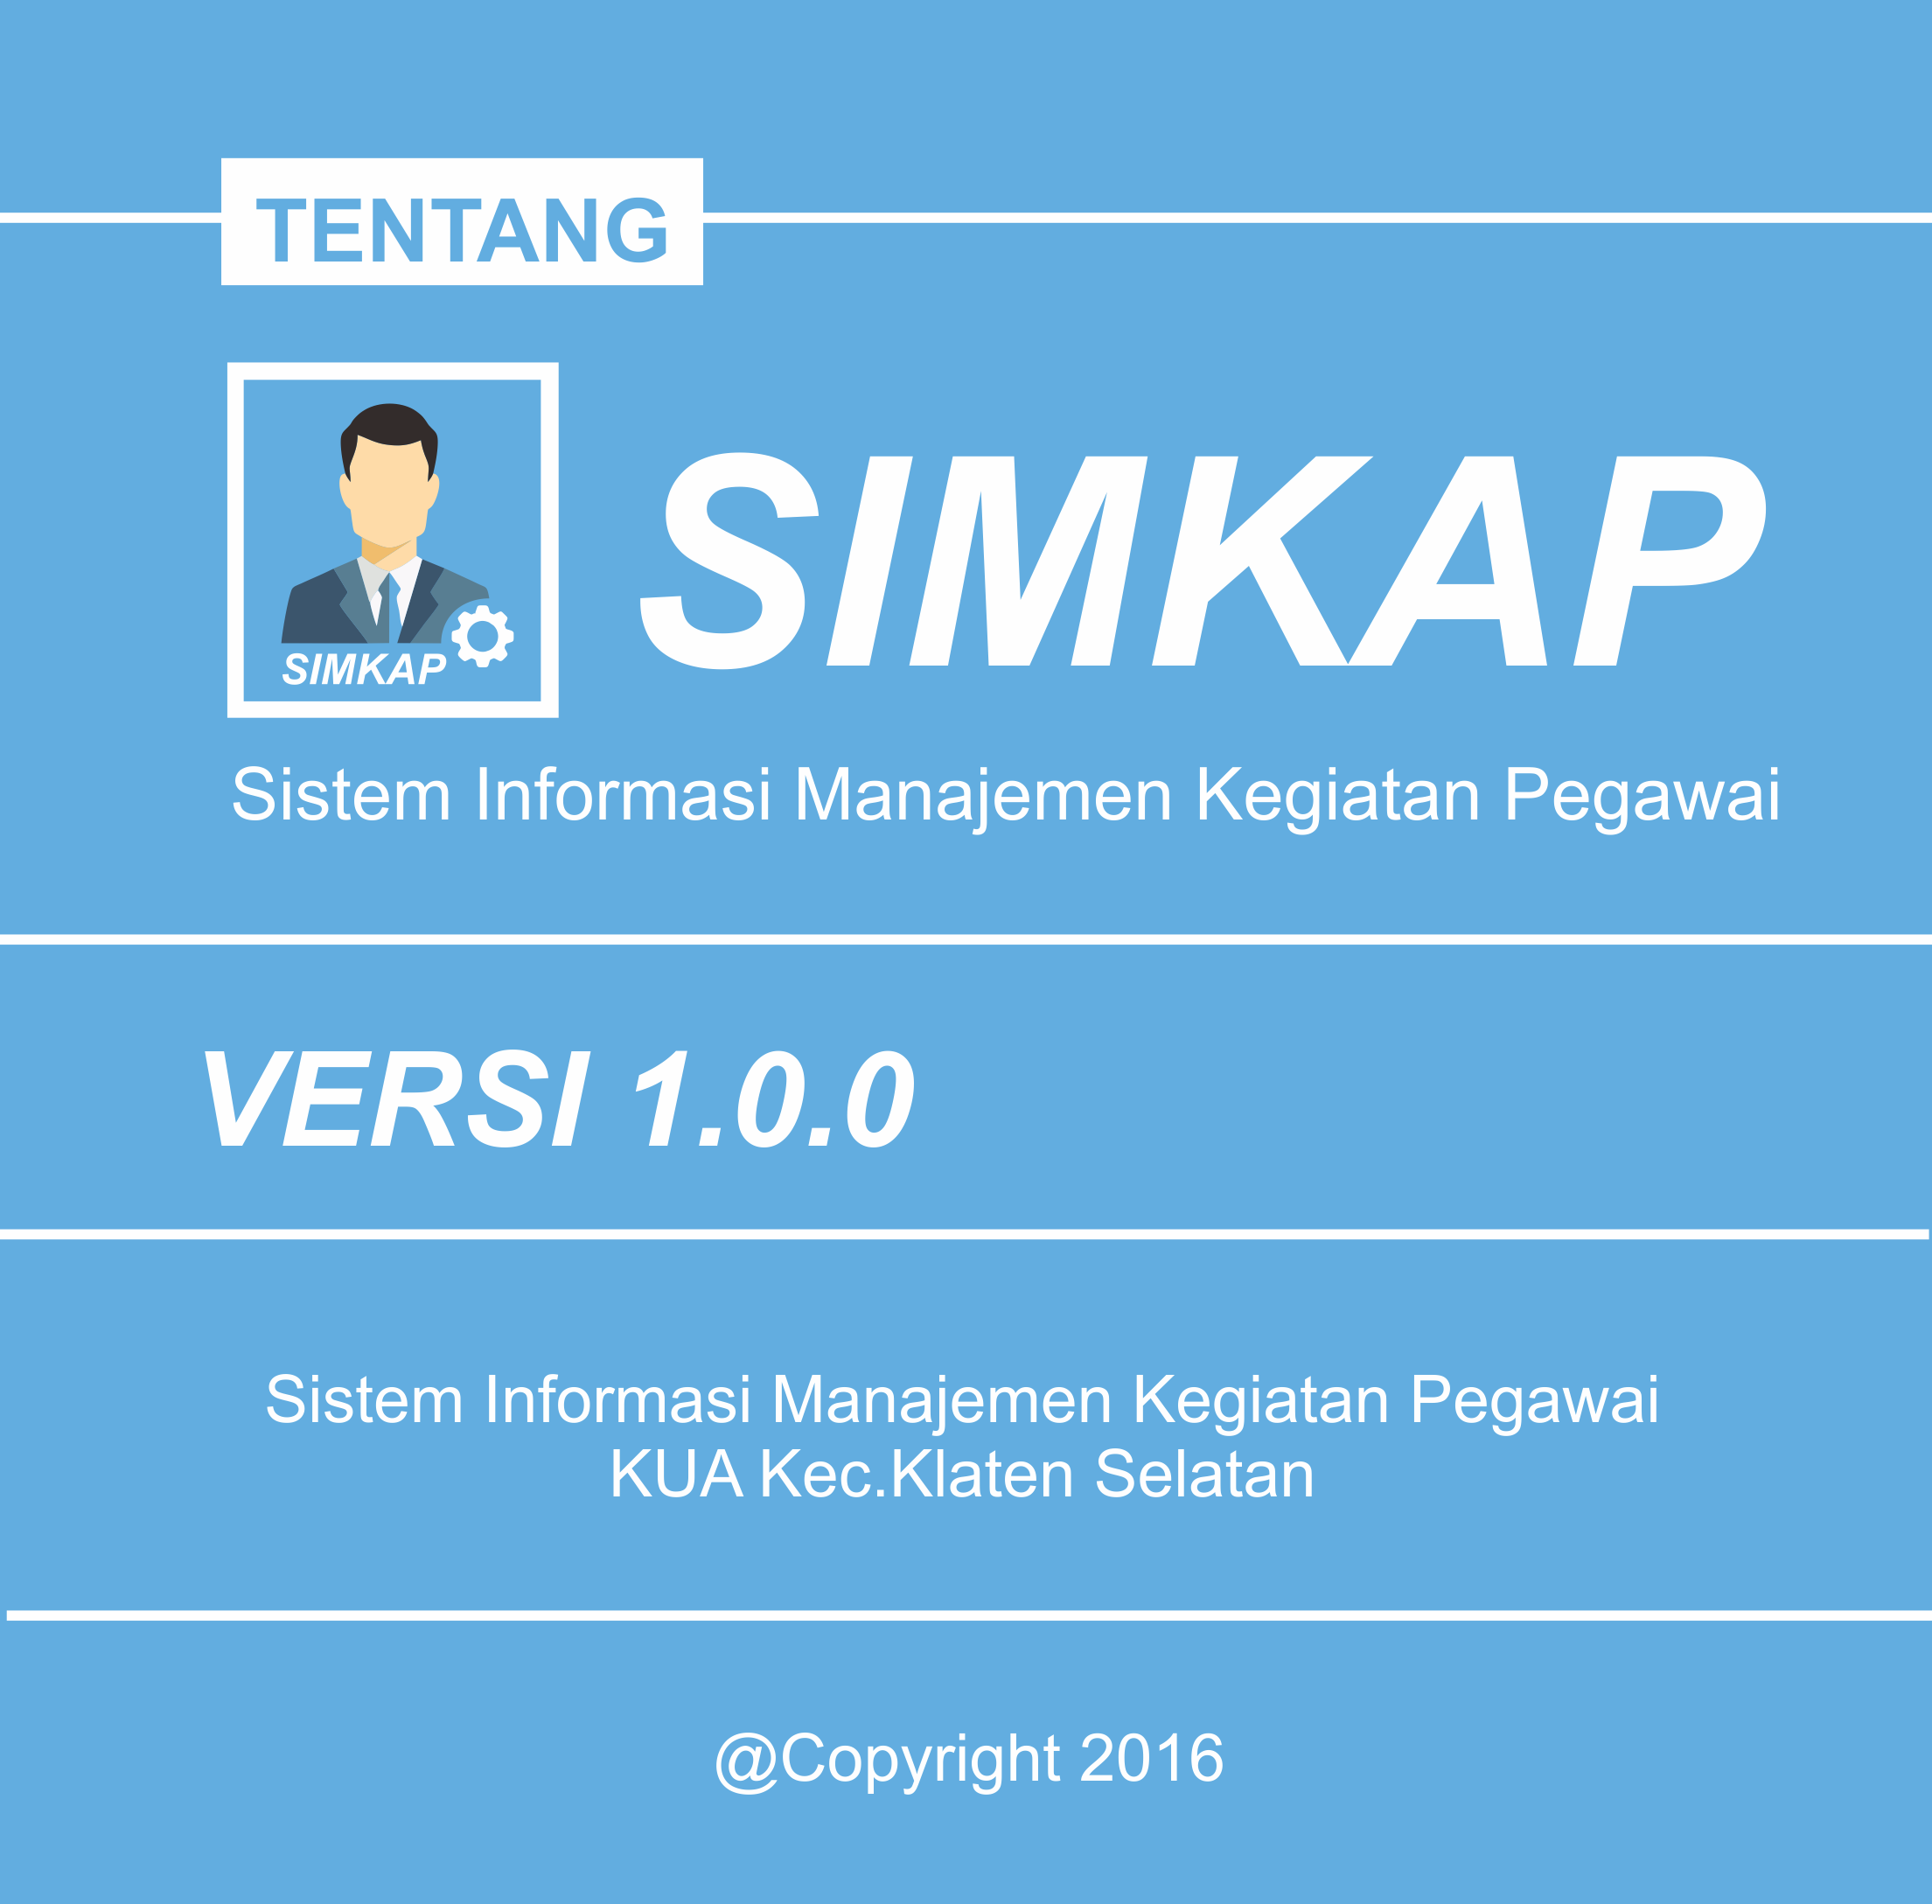 TENTANG
SIMKAP
SIMKAP
Sistem Informasi Manajemen Kegiatan Pegawai
VERSI 1.0.0
Sistem Informasi Manajemen Kegiatan Pegawai
KUA Kec.Klaten Selatan
@Copyright 2016